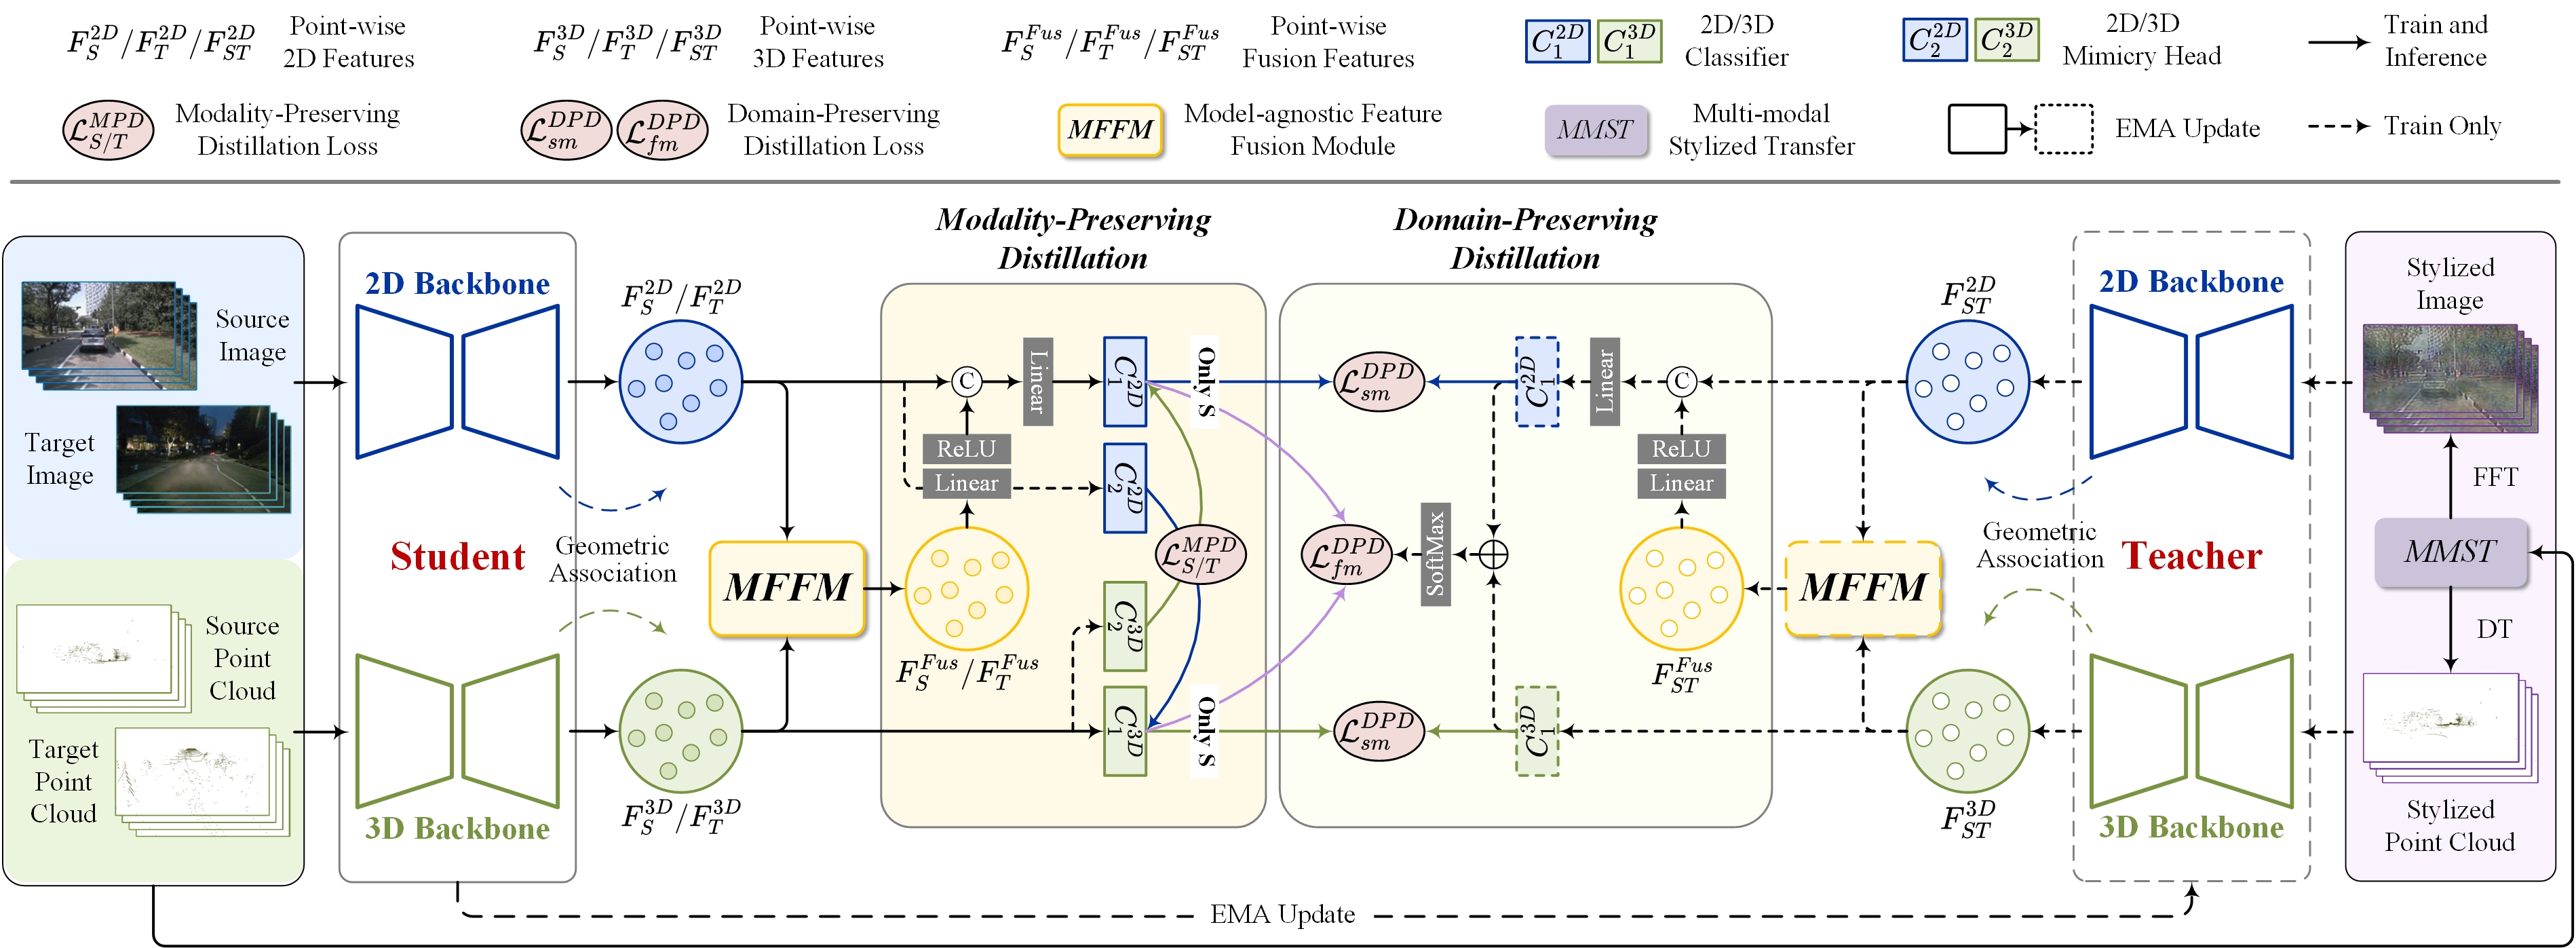 F_S^{2D}/F_T^{2D}/F_{ST}^{2D}
Point-wise
2D Features
F_S^{3D}/F_T^{3D}/F_{ST}^{3D}
Point-wise
3D Features
F_S^{Fus}/F_T^{Fus}/F_{ST}^{Fus}
Point-wise
Fusion Features
C_1^{2D} C_1^{3D}
2D/3D
Classifier
C_2^{2D} C_2^{3D}
2D/3D
Mimicry Head
Train and
Inference
L_{S/T}^{MPD}
Modality-Preserving
Distillation Loss
L_{sm}^{DPD} L_{fm}^{DPD}
Domain-Preserving
Distillation Loss
MFFM
Model-agnostic Feature
Fusion Module
MMST
Multi-modal
Stylized Transfer
EMA Update
Train Only
Source
Image
Target
Image
Source
Point
Cloud
Target
Point
Cloud
2D Backbone
Student
3D Backbone
Geometric
Association
F_S^{2D}/F_T^{2D}
F_S^{3D}/F_T^{3D}
MFFM
Modality-Preserving
Distillation
C
Linear
ReLU
Linear
F_S^{Fus}/F_T^{Fus}
C_1^{2D}
C_2^{2D}
C_2^{3D}
C_1^{3D}
Only S
Only S
L_{S/T}^{MPD}
Domain-Preserving
Distillation
L_{sm}^{DPD}
L_{fm}^{DPD}
L_{sm}^{DPD}
SoftMax
C_1^{2D}
C_1^{3D}
Linear
C
ReLU
Linear
F_{ST}^{Fus}
MFFM
F_{ST}^{2D}
F_{ST}^{3D}
Geometric
Association
2D Backbone
Teacher
3D Backbone
Stylized
Image
FFT
MMST
DT
Stylized
Point Cloud
EMA Update